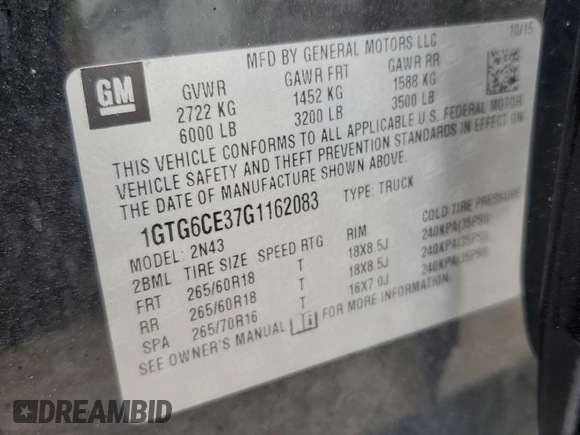 MFD BY GENERAL MOTORS LLC 10/15
GM
GVWR GAWR FRT GAWR RR
2722 KG 1452 KG 1588 KG
6000 LB 3200 LB 3500 LB
THIS VEHICLE CONFORMS TO ALL APPLICABLE U.S. FEDERAL MOTOR
VEHICLE SAFETY AND THEFT PREVENTION STANDARDS IN EFFECT ON
THE DATE OF MANUFACTURE SHOWN ABOVE.
1GTG6CE37G1162083 TYPE: TRUCK
MODEL: 2N43
2BML TIRE SIZE SPEED RTG RIM COLD TIRE PRESSURE
FRT 265/60R18 T 18X8.5J 240KPA(35PSI)
RR 265/60R18 T 18X8.5J 240KPA(35PSI)
SPA 265/70R16 T 16X7.0J 240KPA(35PSI)
SEE OWNER'S MANUAL FOR MORE INFORMATION.
DREAMBID